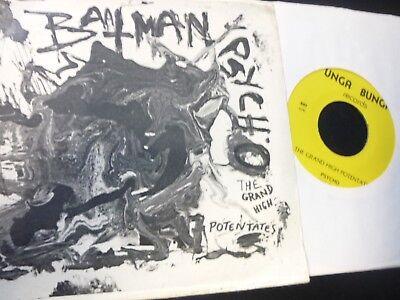 BATMAN
PSYCHO
THE
GRAND
HIGH
POTENTATES
UNGA BUNGA
records
THE GRAND HIGH POTENTATES
PSYCHO